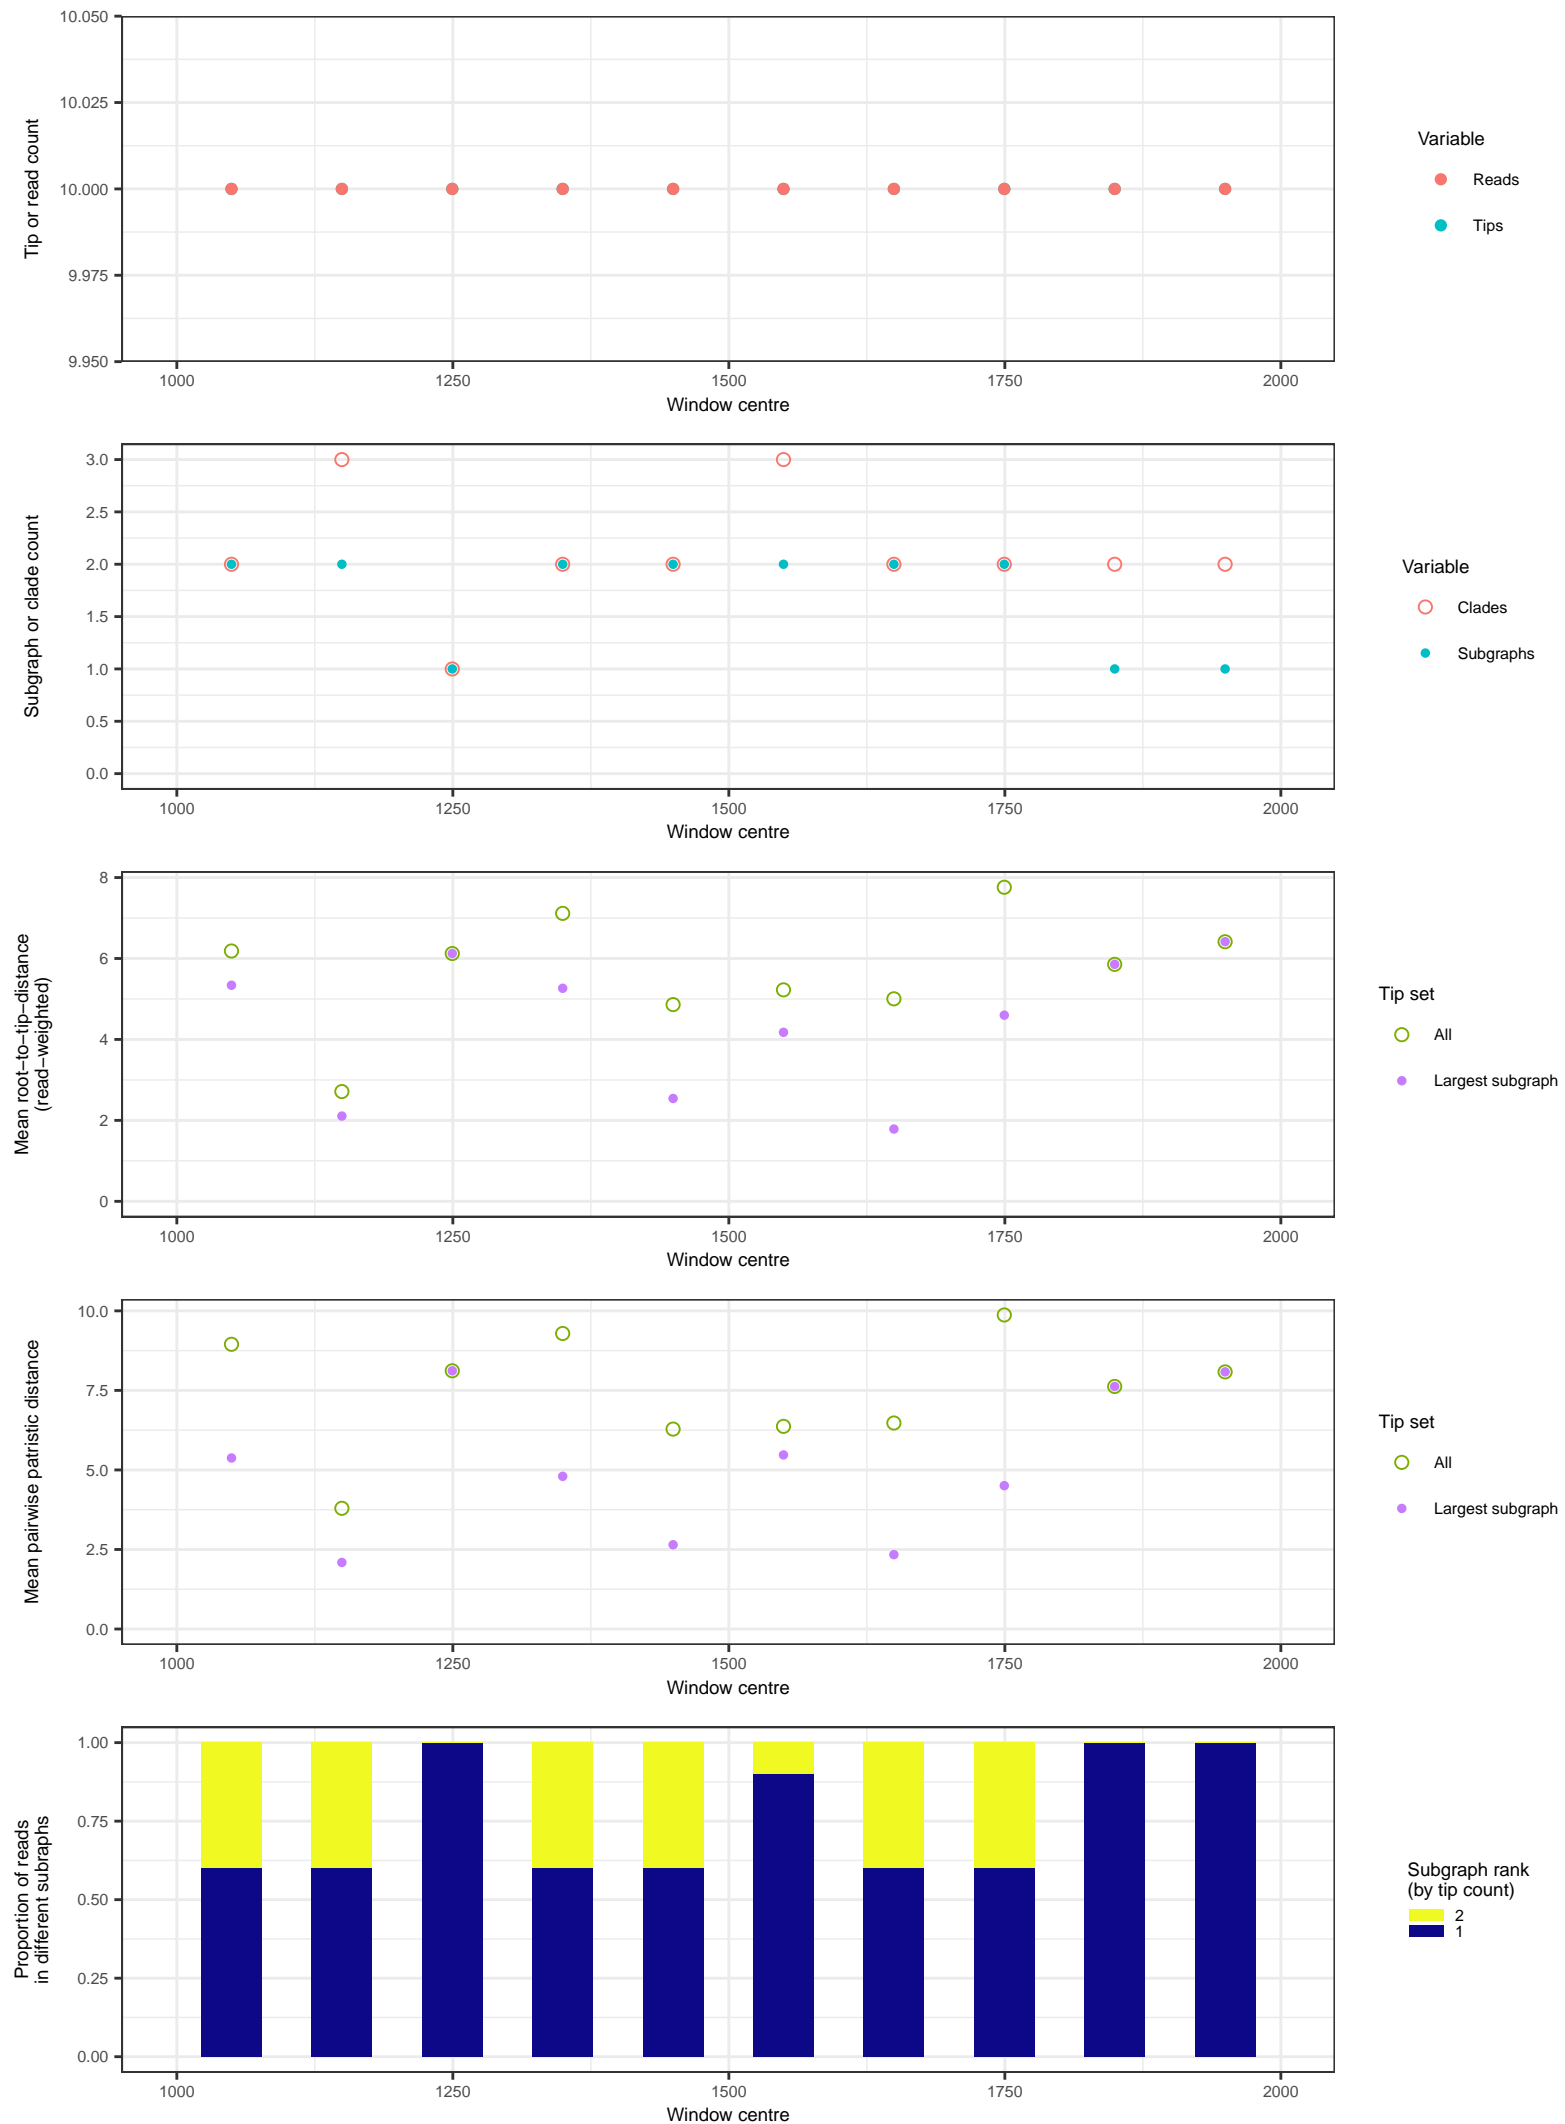 10.050
10.025
10.000
9.975
9.950
Tip or read count
1000 1250 1500 1750 2000
Window centre
Variable
Reads
Tips
3.0
2.5
2.0
1.5
1.0
0.5
0.0
Subgraph or clade count
1000 1250 1500 1750 2000
Window centre
Variable
Clades
Subgraphs
8
6
4
2
0
Mean root−to−tip−distance
(read−weighted)
1000 1250 1500 1750 2000
Window centre
Tip set
All
Largest subgraph
10.0
7.5
5.0
2.5
0.0
Mean pairwise patristic distance
1000 1250 1500 1750 2000
Window centre
Tip set
All
Largest subgraph
1.00
0.75
0.50
0.25
0.00
Proportion of reads
in different subraphs
1000 1250 1500 1750 2000
Window centre
Subgraph rank
(by tip count)
2
1